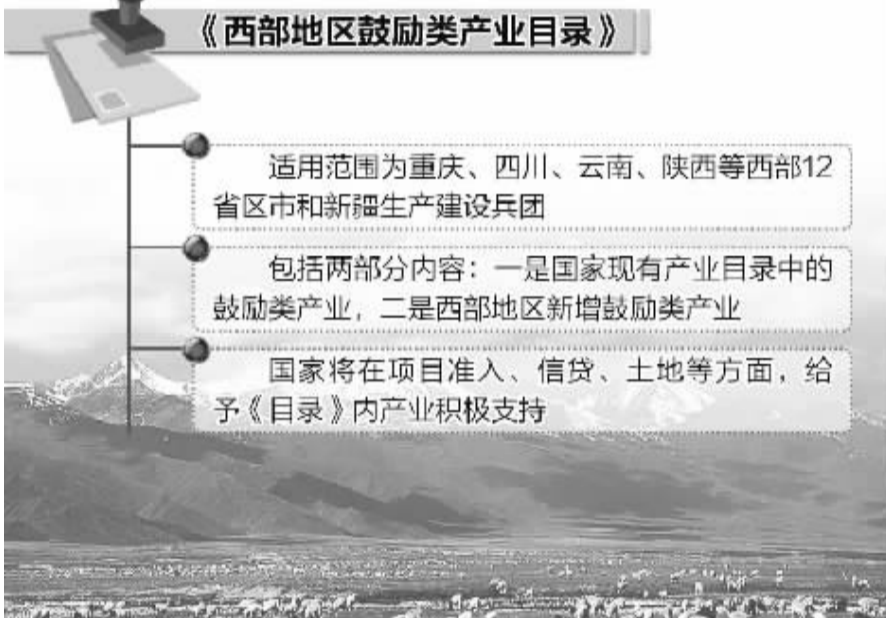 《西部地区鼓励类产业目录》
适用范围为重庆、四川、云南、陕西等西部12
省区市和新疆生产建设兵团
包括两部分内容：一是国家现有产业目录中的
鼓励类产业，二是西部地区新增鼓励类产业
国家将在项目准入、信贷、土地等方面，给
予《目录》内产业积极支持